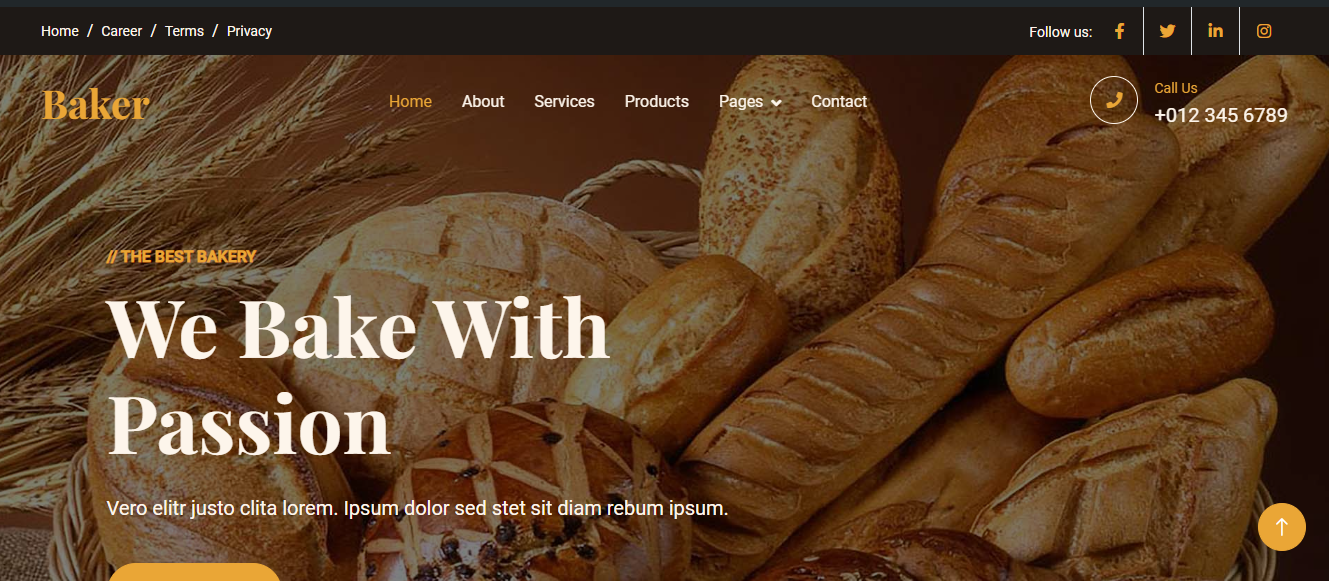 Home / Career / Terms / Privacy
Follow us:
Baker
Home About Services Products Pages Contact
Call Us
+012 345 6789
// THE BEST BAKERY
We Bake With
Passion
Vero elitr justo clita lorem. Ipsum dolor sed stet sit diam rebum ipsum.